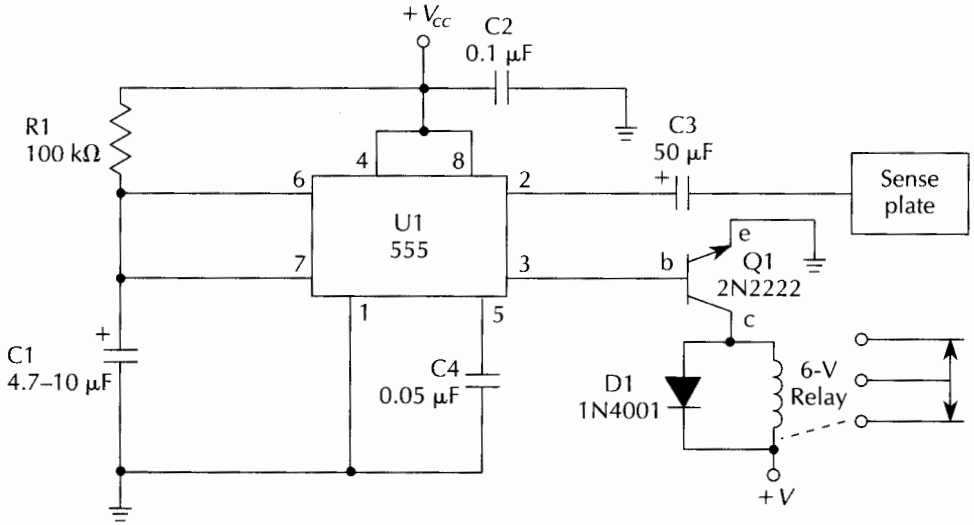 +Vcc
C2
0.1 µF
R1
100 kΩ
C3
50 µF
4
8
6
2
+
Sense
plate
U1
555
e
7
3
b
Q1
2N2222
1
5
c
+
C1
4.7–10 µF
C4
0.05 µF
D1
1N4001
6-V
Relay
+V